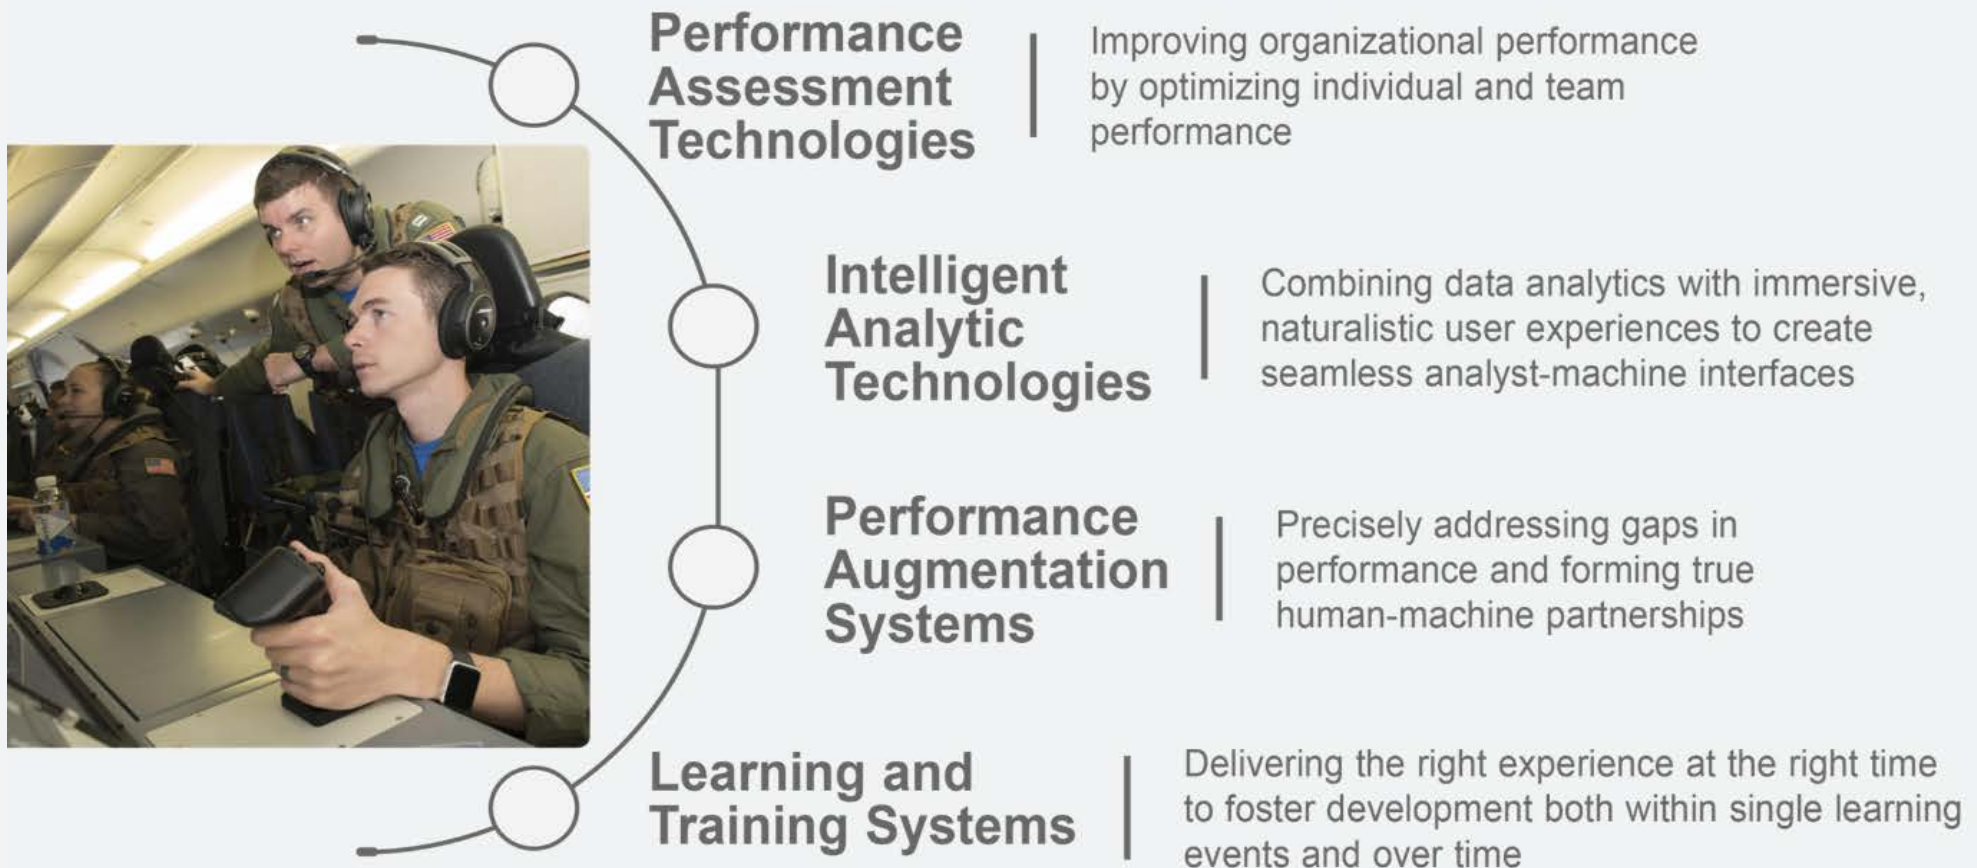 Performance
Assessment
Technologies
Improving organizational performance
by optimizing individual and team
performance
Intelligent
Analytic
Technologies
Combining data analytics with immersive,
naturalistic user experiences to create
seamless analyst-machine interfaces
Performance
Augmentation
Systems
Precisely addressing gaps in
performance and forming true
human-machine partnerships
Learning and
Training Systems
Delivering the right experience at the right time
to foster development both within single learning
events and over time